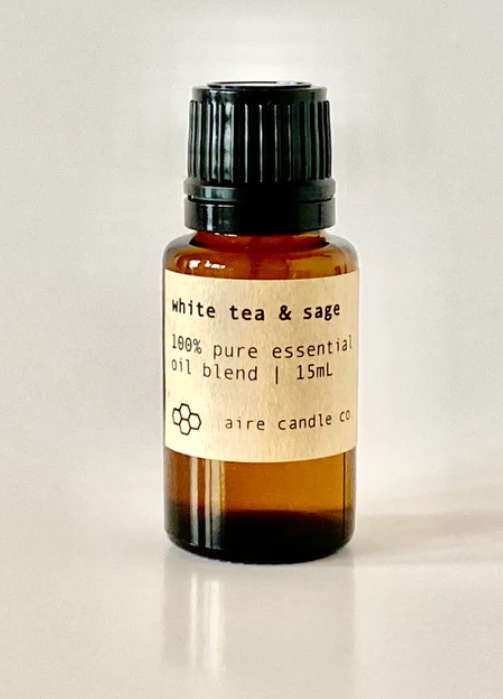 white tea & sage
100% pure essential
oil blend | 15mL
aire candle co